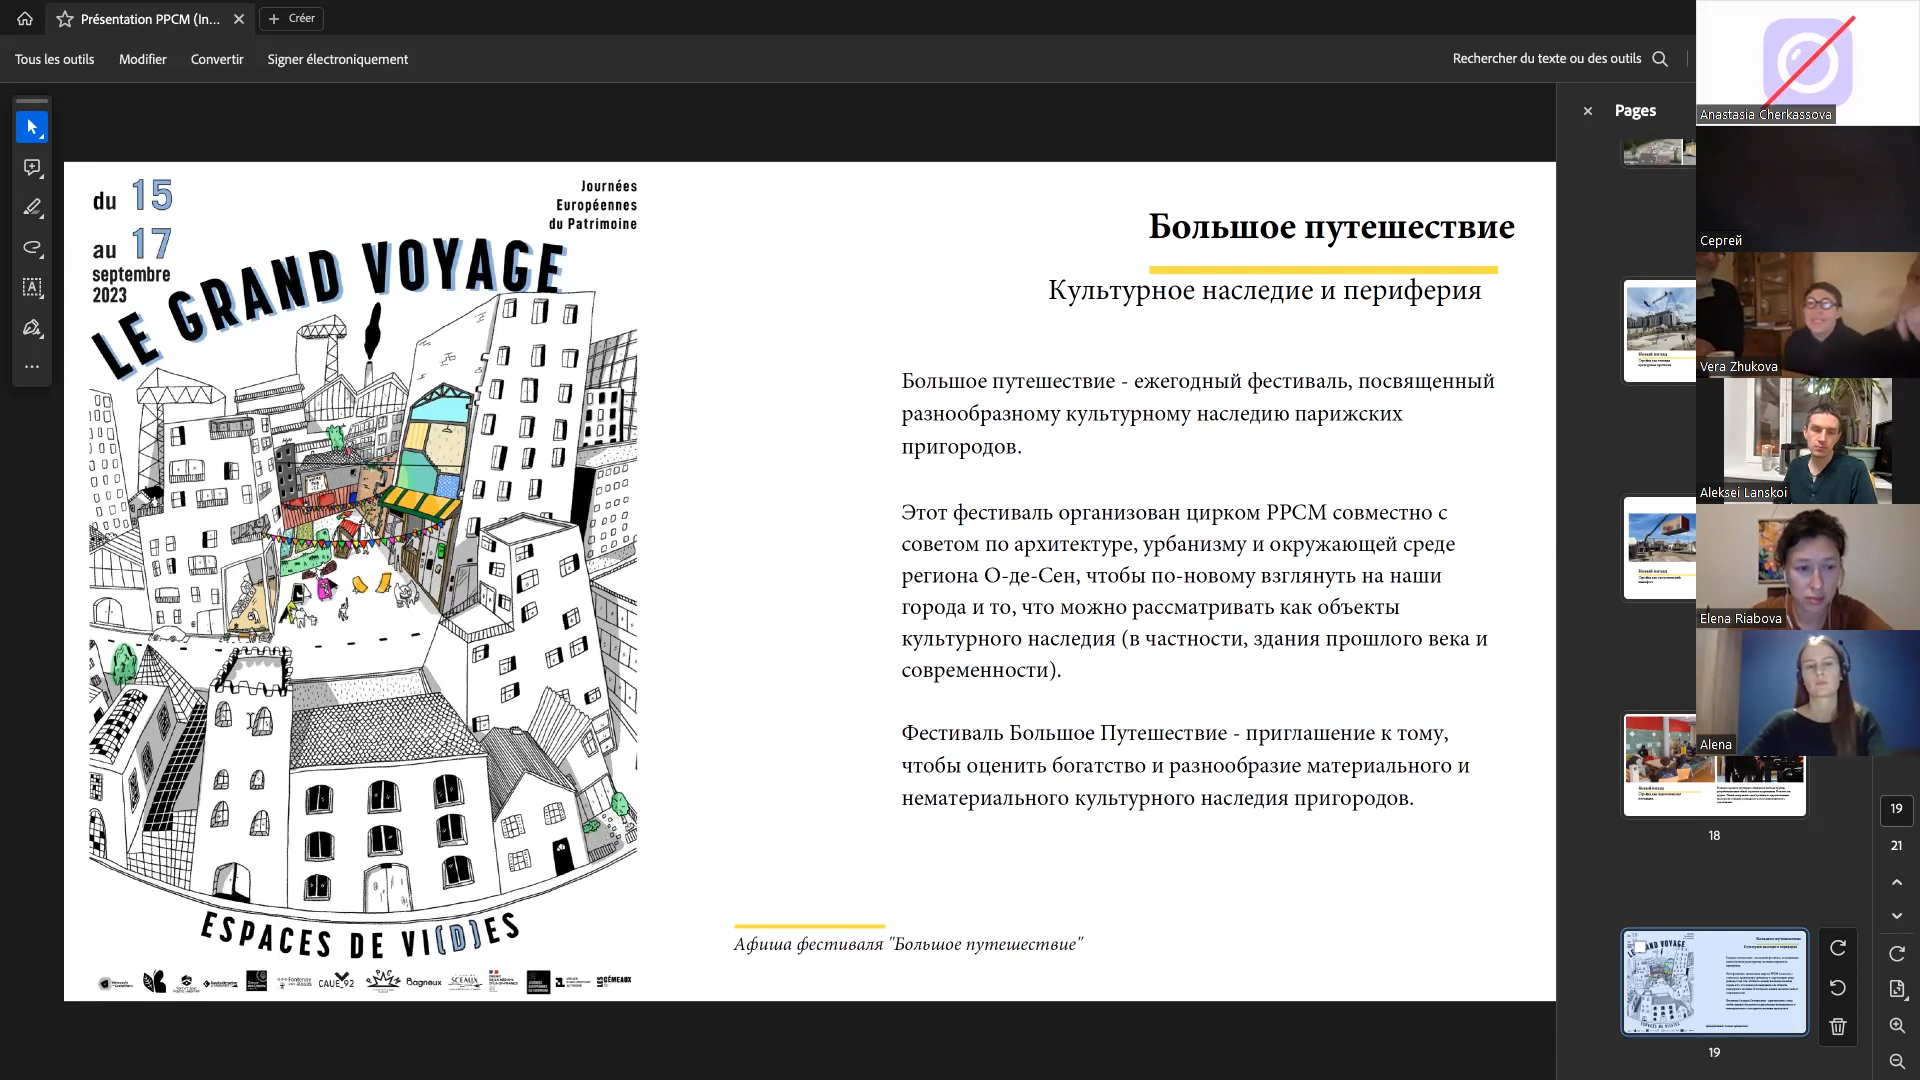 Présentation PPCM (In...
Créer
Tous les outils
Modifier
Convertir
Signer électroniquement
Rechercher du texte ou des outils
Pages
du 15
au 17
septembre
2023
Journées
Européennes
du Patrimoine
LE GRAND VOYAGE
ESPACES DE VI(D)ES
CAUE_92
Bagneux
SCEAUX
LES GÉMEAUX
Большое путешествие
Культурное наследие и периферия
Большое путешествие - ежегодный фестиваль, посвященный
разнообразному культурному наследию парижских
пригородов.
Этот фестиваль организован цирком PPCM совместно с
советом по архитектуре, урбанизму и окружающей среде
региона О-де-Сен, чтобы по-новому взглянуть на наши
города и то, что можно рассматривать как объекты
культурного наследия (в частности, здания прошлого века и
современности).
Фестиваль Большое Путешествие - приглашение к тому,
чтобы оценить богатство и разнообразие материального и
нематериального культурного наследия пригородов.
Афиша фестиваля "Большое путешествие"
Anastasia Cherkassova
Сергей
Vera Zhukova
Aleksei Lanskoi
Elena Riabova
Alena
18
19
19
21